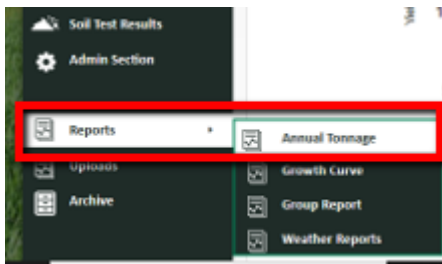 Soil Test Results
Admin Section
Reports
Annual Tonnage
Uploads
Growth Curve
Archive
Group Report
Weather Reports